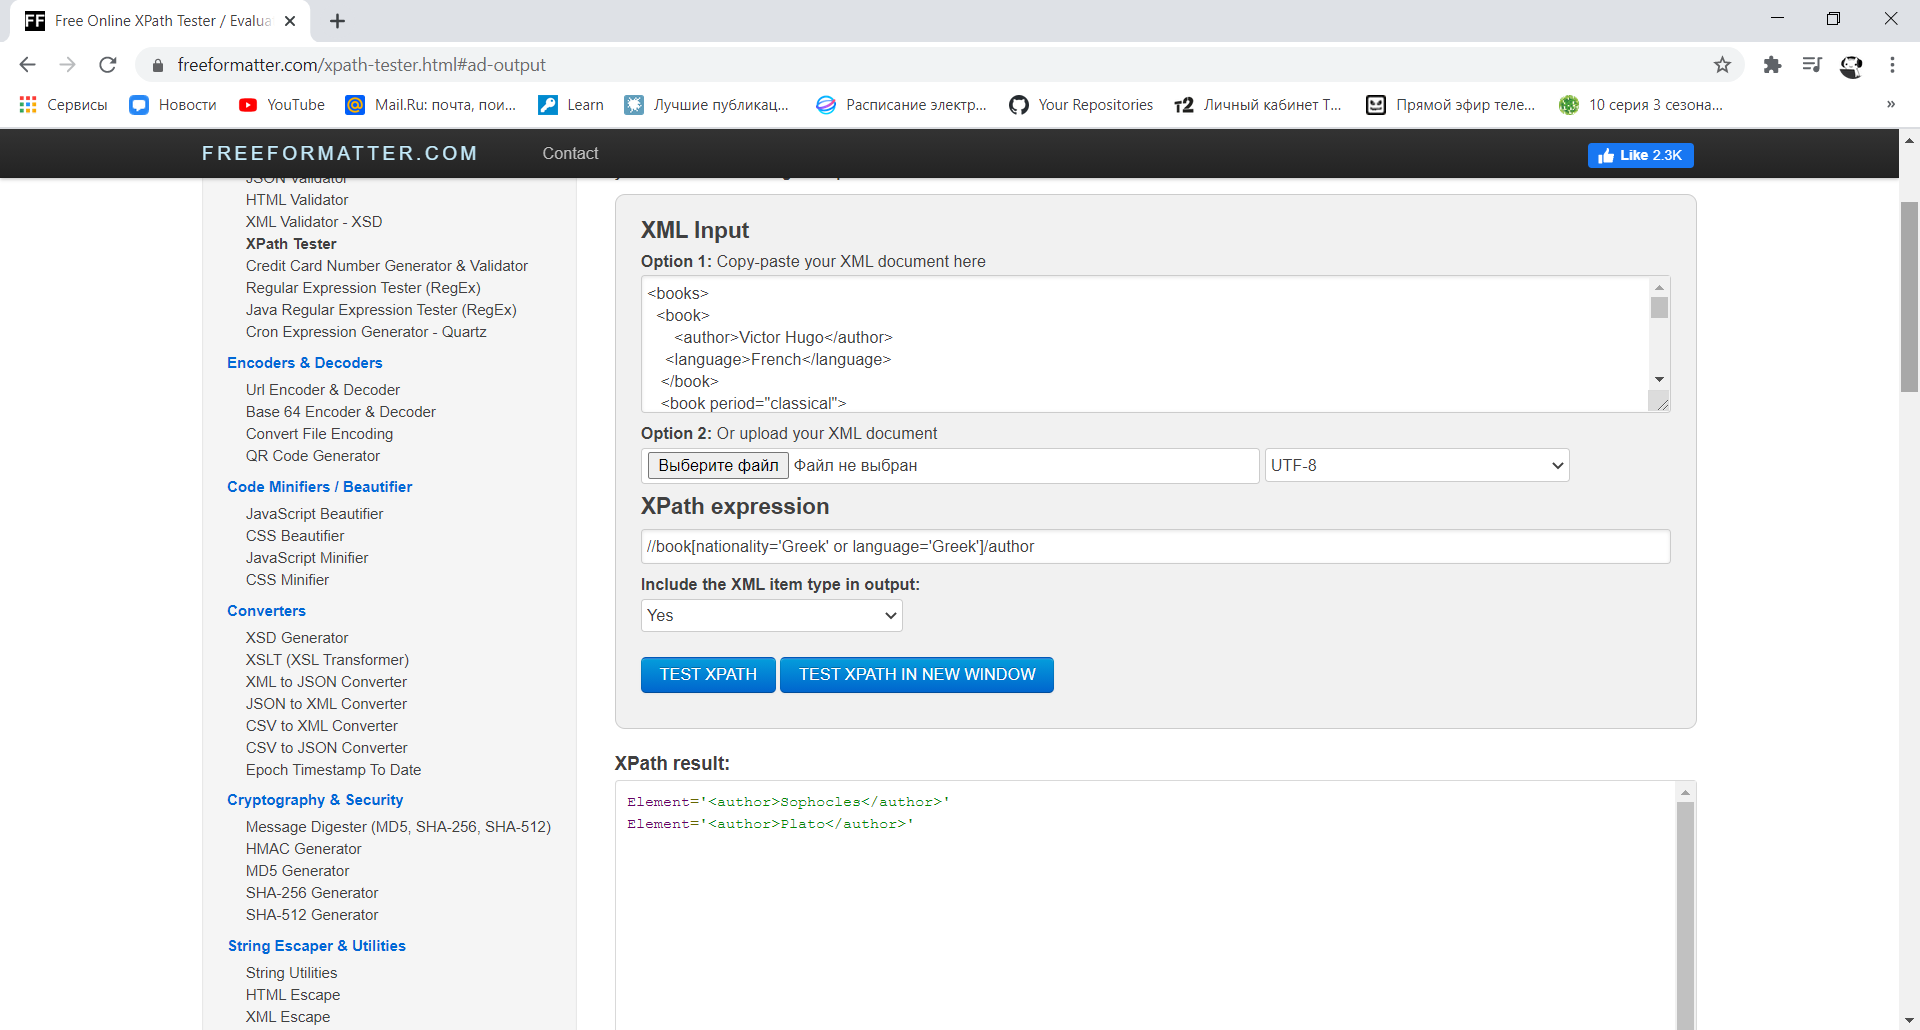 FF Free Online XPath Tester / Evalua
freeformatter.com/xpath-tester.html#ad-output
Сервисы Новости YouTube Mail.Ru: почта, пои... Learn Лучшие публикац... Расписание электр... Your Repositories T2 Личный кабинет Т... Прямой эфир теле... 10 серия 3 сезона... »
FREEFORMATTER.COM Contact Like 2.3K
JSON Validator
HTML Validator
XML Validator - XSD
XPath Tester
Credit Card Number Generator & Validator
Regular Expression Tester (RegEx)
Java Regular Expression Tester (RegEx)
Cron Expression Generator - Quartz
Encoders & Decoders
Url Encoder & Decoder
Base 64 Encoder & Decoder
Convert File Encoding
QR Code Generator
Code Minifiers / Beautifier
JavaScript Beautifier
CSS Beautifier
JavaScript Minifier
CSS Minifier
Converters
XSD Generator
XSLT (XSL Transformer)
XML to JSON Converter
JSON to XML Converter
CSV to XML Converter
CSV to JSON Converter
Epoch Timestamp To Date
Cryptography & Security
Message Digester (MD5, SHA-256, SHA-512)
HMAC Generator
MD5 Generator
SHA-256 Generator
SHA-512 Generator
String Escaper & Utilities
String Utilities
HTML Escape
XML Escape
XML Input
Option 1: Copy-paste your XML document here
<books>
<book>
<author>Victor Hugo</author>
<language>French</language>
</book>
<book period="classical">
Option 2: Or upload your XML document
Выберите файл Файл не выбран UTF-8
XPath expression
//book[nationality='Greek' or language='Greek']/author
Include the XML item type in output:
Yes
TEST XPATH TEST XPATH IN NEW WINDOW
XPath result:
Element='<author>Sophocles</author>'
Element='<author>Plato</author>'